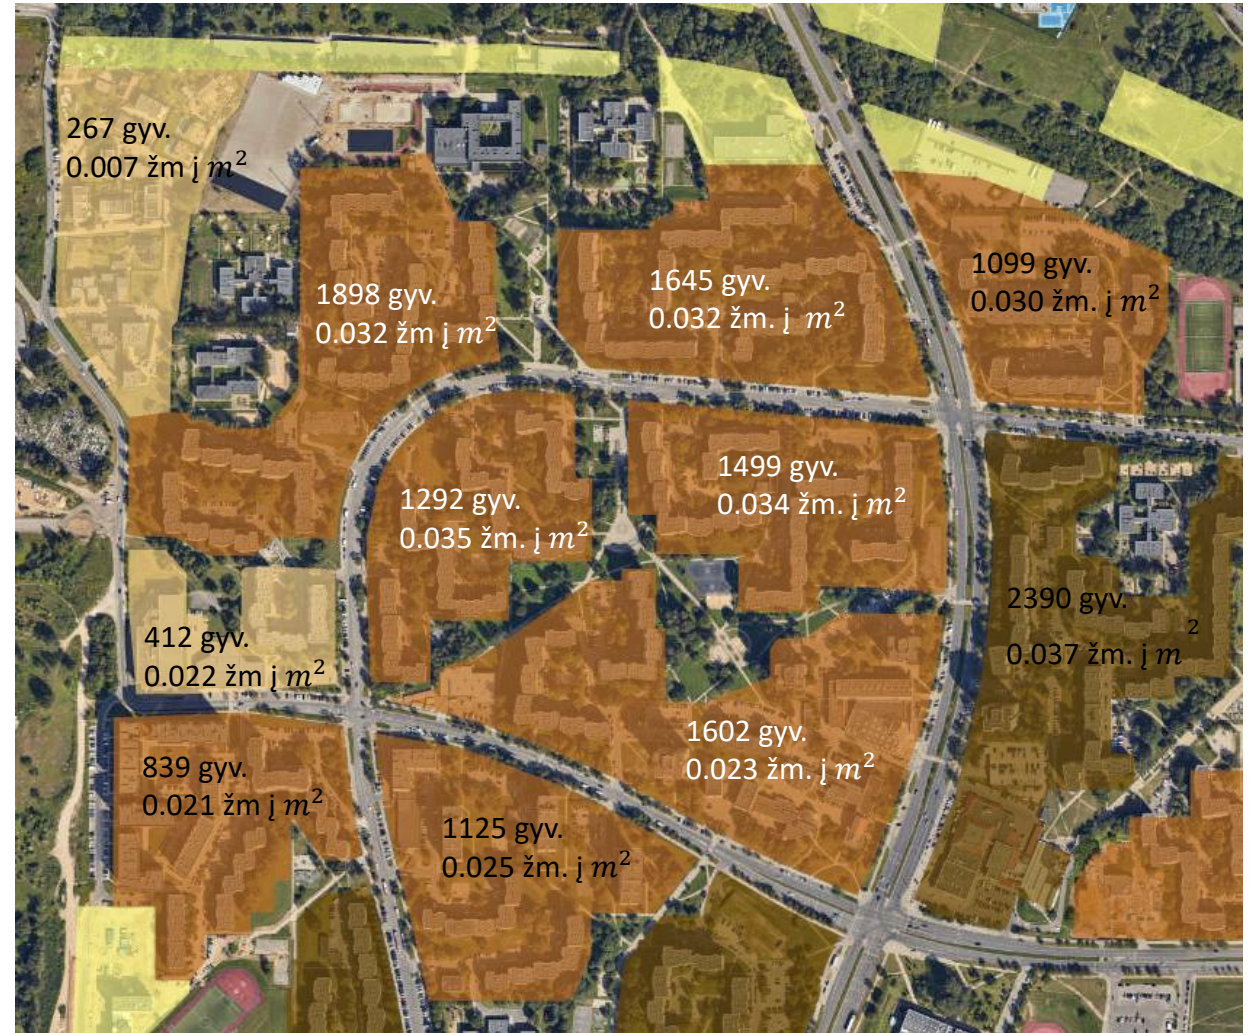 267 gyv.
0.007 žm į m²
1898 gyv.
0.032 žm į m²
1645 gyv.
0.032 žm. į m²
1099 gyv.
0.030 žm. į m²
1292 gyv.
0.035 žm. į m²
1499 gyv.
0.034 žm. į m²
2390 gyv.
0.037 žm. į m²
412 gyv.
0.022 žm į m²
1602 gyv.
0.023 žm. į m²
839 gyv.
0.021 žm į m²
1125 gyv.
0.025 žm. į m²